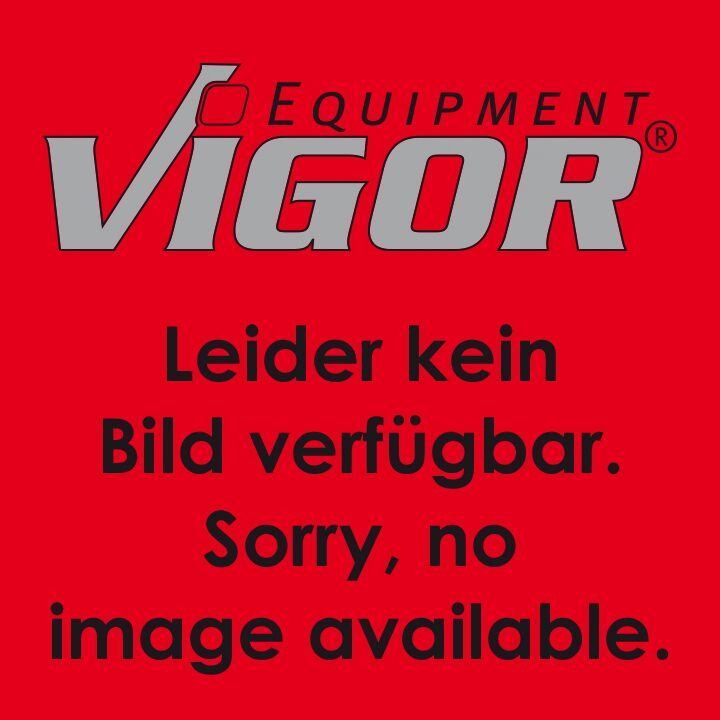 EQUIPMENT
VIGOR®
Leider kein
Bild verfügbar.
Sorry, no
image available.